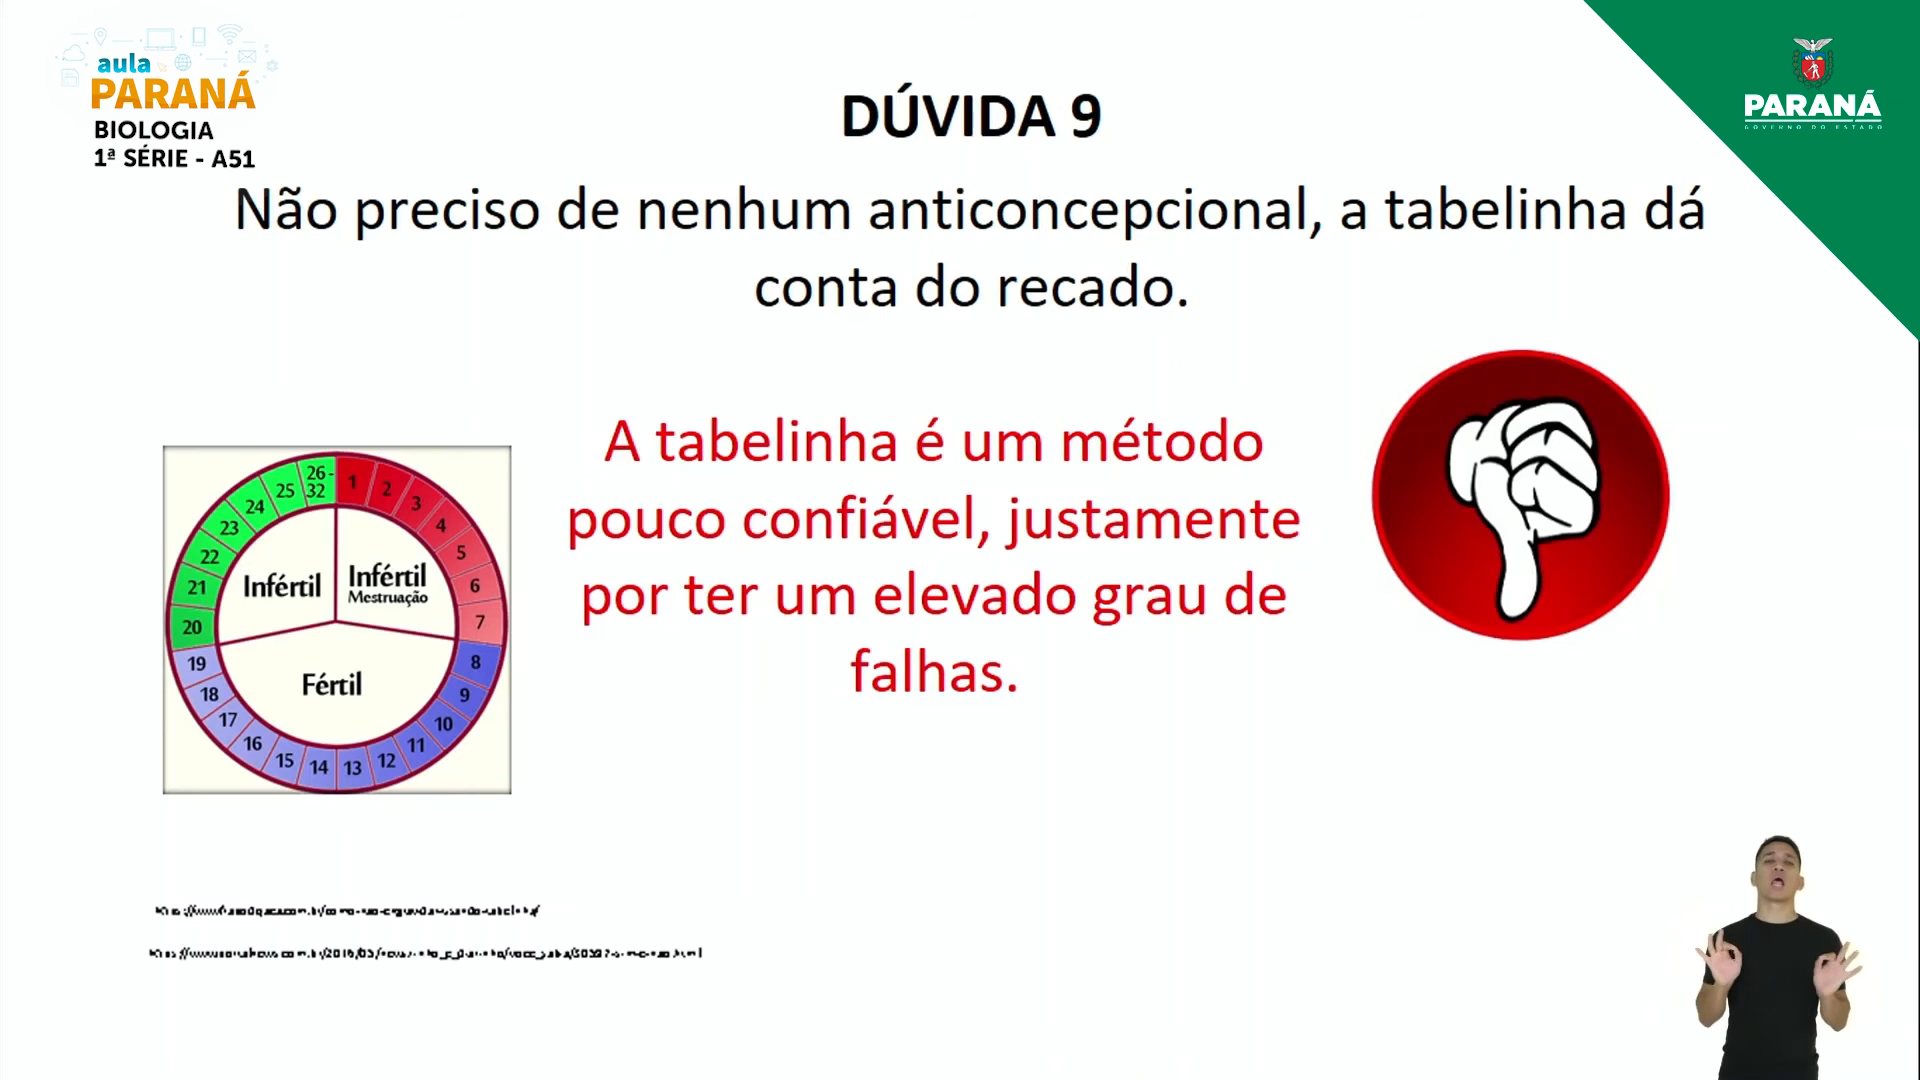 aula
PARANÁ
BIOLOGIA
1ª SÉRIE - A51
PARANÁ
GOVERNO DO ESTADO
DÚVIDA 9
Não preciso de nenhum anticoncepcional, a tabelinha dá
conta do recado.
A tabelinha é um método
pouco confiável, justamente
por ter um elevado grau de
falhas.
26-
32
1
2
3
4
5
6
7
8
9
10
11
12
13
14
15
16
17
18
19
20
21
22
23
24
25
Infértil
Infértil
Mestruação
Fértil